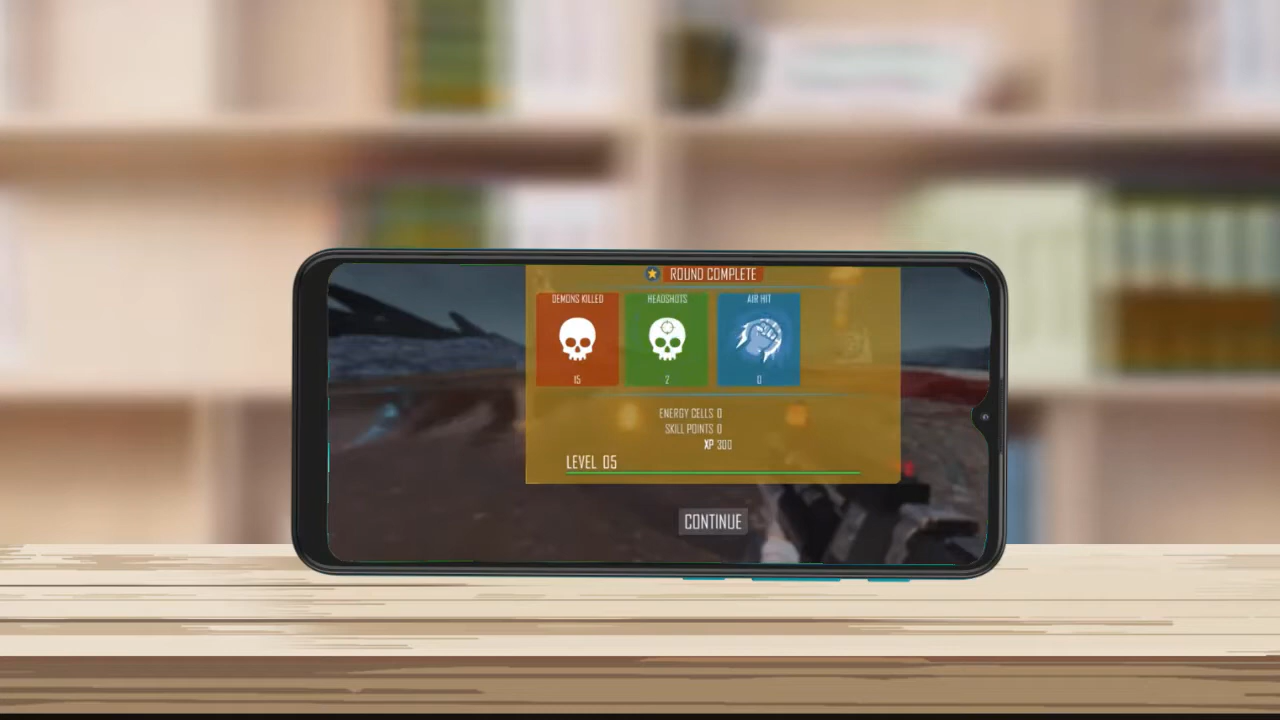 ROUND COMPLETE
DEMONS KILLED
HEADSHOTS
AIR HIT
15
2
0
ENERGY CELLS 0
SKILL POINTS 0
XP 300
LEVEL 05
CONTINUE